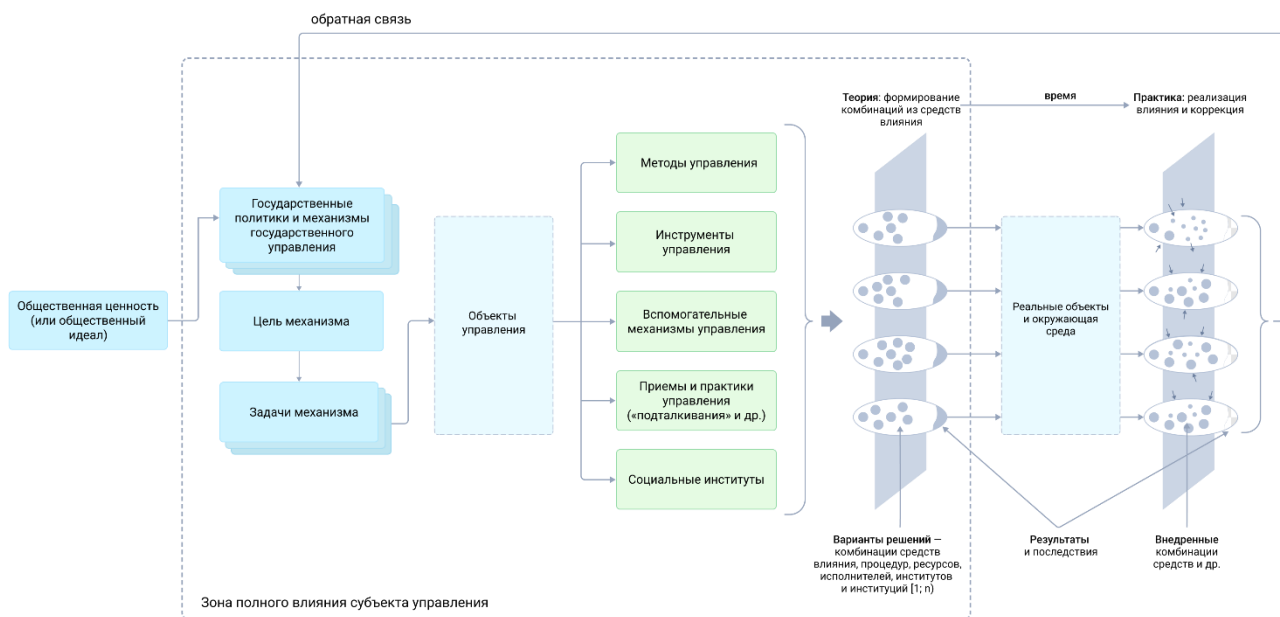 обратная связь
Теория: формирование
комбинаций из средств
влияния
время
Практика: реализация
влияния и коррекция
Государственные
политики и механизмы
государственного
управления
Цель механизма
Задачи механизма
Общественная ценность
(или общественный
идеал)
Объекты
управления
Методы управления
Инструменты
управления
Вспомогательные
механизмы управления
Приемы и практики
управления
(«подталкивания» и др.)
Социальные институты
Реальные объекты
и окружающая
среда
Варианты решений —
комбинации средств
влияния, процедур, ресурсов,
исполнителей, институтов
и институций [1; n)
Результаты
и последствия
Внедренные
комбинации
средств и др.
Зона полного влияния субъекта управления